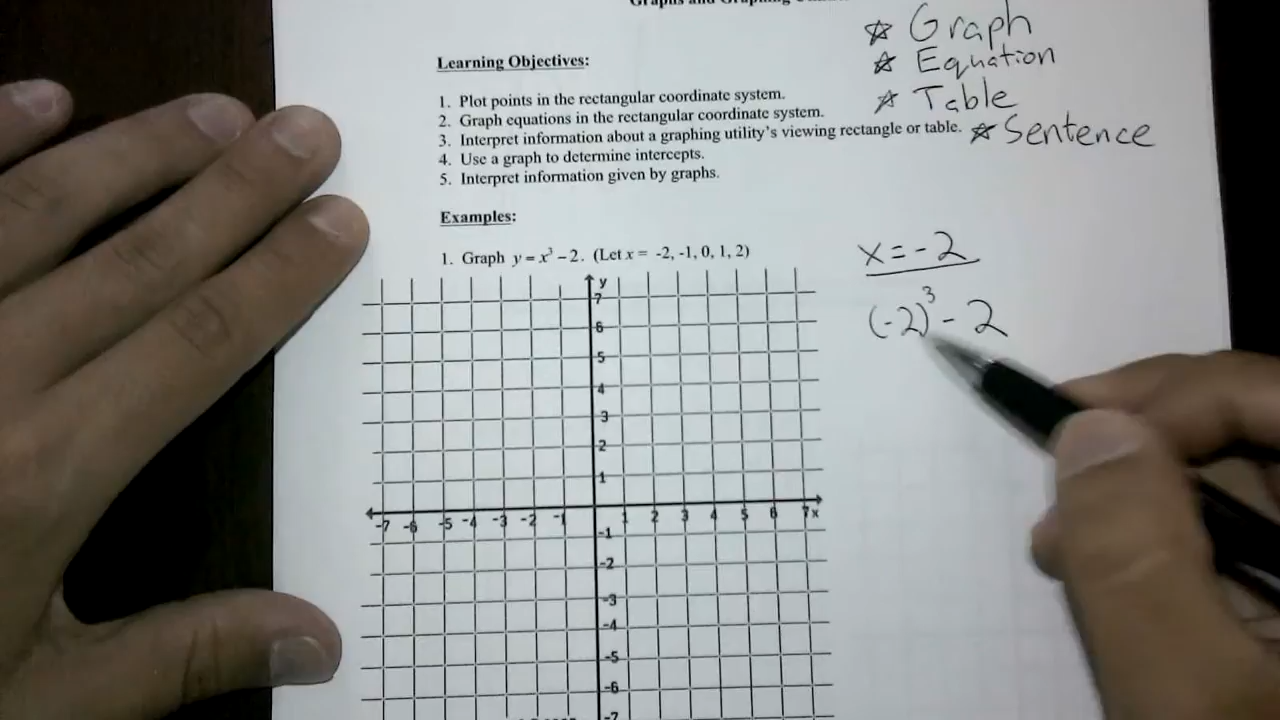 Graphs and Graphing
☆ Graph
☆ Equation
☆ Table
☆ Sentence
Learning Objectives:
1. Plot points in the rectangular coordinate system.
2. Graph equations in the rectangular coordinate system.
3. Interpret information about a graphing utility's viewing rectangle or table.
4. Use a graph to determine intercepts.
5. Interpret information given by graphs.
Examples:
1. Graph y = x³ – 2. (Let x = -2, -1, 0, 1, 2)
x = -2
(-2)³ - 2
y
7
6
5
4
3
2
1
-7 -6 -5 -4 -3 -2 -1 1 2 3 4 5 6 7 x
-1
-2
-3
-4
-5
-6
-7